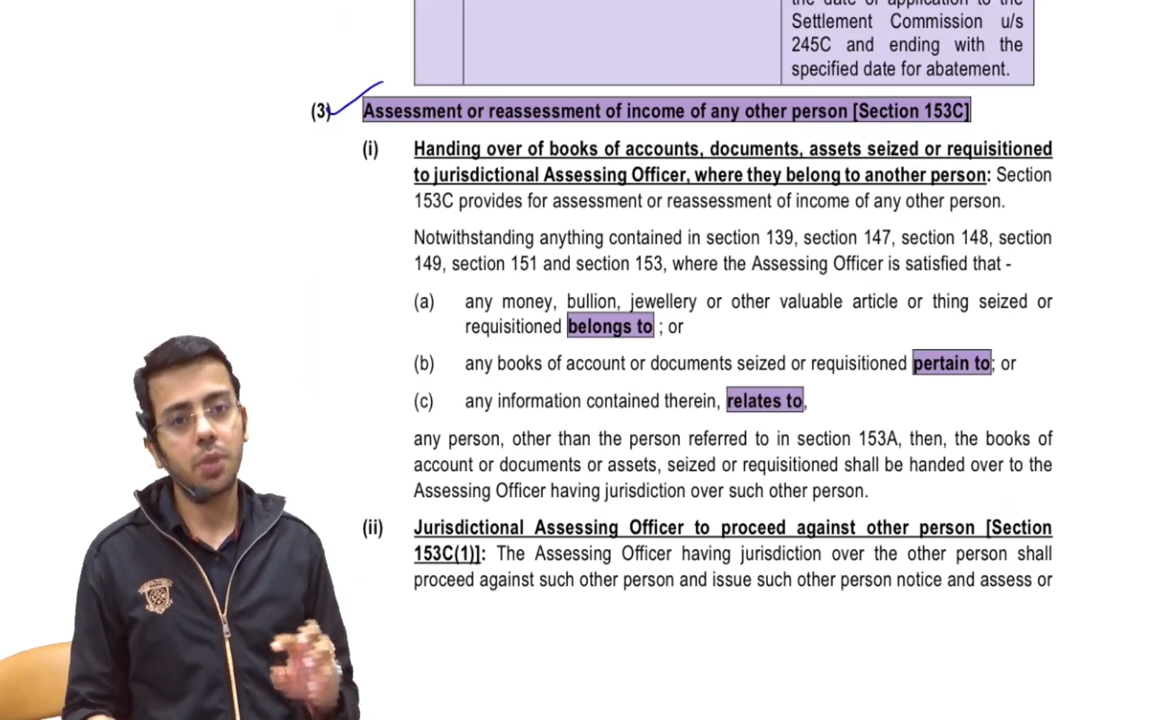 the date of application to the
Settlement Commission u/s
245C and ending with the
specified date for abatement.
(3) Assessment or reassessment of income of any other person [Section 153C]
(i) Handing over of books of accounts, documents, assets seized or requisitioned
to jurisdictional Assessing Officer, where they belong to another person: Section
153C provides for assessment or reassessment of income of any other person.
Notwithstanding anything contained in section 139, section 147, section 148, section
149, section 151 and section 153, where the Assessing Officer is satisfied that -
(a) any money, bullion, jewellery or other valuable article or thing seized or
requisitioned belongs to ; or
(b) any books of account or documents seized or requisitioned pertain to; or
(c) any information contained therein, relates to,
any person, other than the person referred to in section 153A, then, the books of
account or documents or assets, seized or requisitioned shall be handed over to the
Assessing Officer having jurisdiction over such other person.
(ii) Jurisdictional Assessing Officer to proceed against other person [Section
153C(1)]: The Assessing Officer having jurisdiction over the other person shall
proceed against such other person and issue such other person notice and assess or